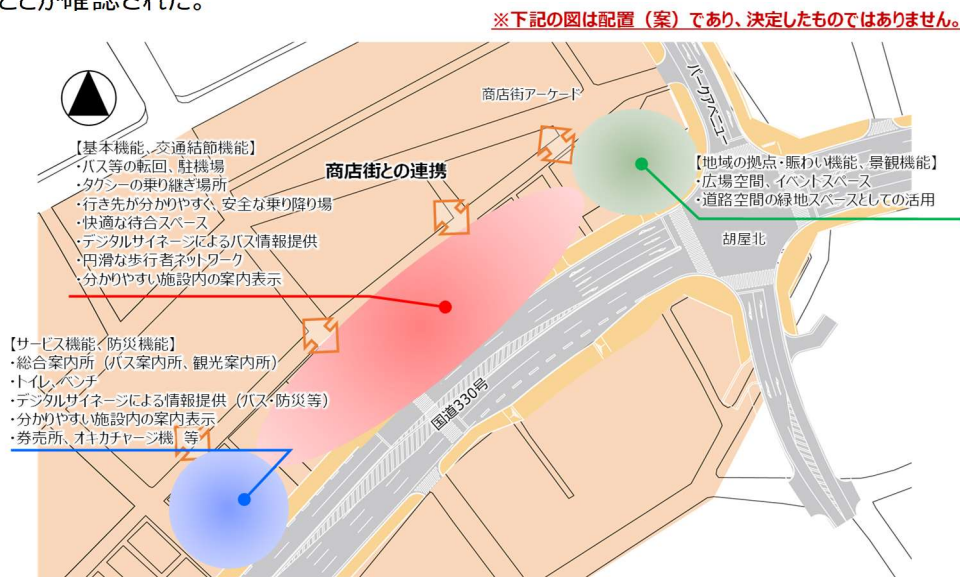 とが確認された。
※下記の図は配置（案）であり、決定したものではありません。
パークアベニュー
商店街アーケード
【基本機能、交通結節機能】
・バス等の転回、駐機場
・タクシーの乗り継ぎ場所
・行き先が分かりやすく、安全な乗り降り場
・快適な待合スペース
・デジタルサイネージによるバス情報提供
・円滑な歩行者ネットワーク
・分かりやすい施設内の案内表示
商店街との連携
【地域の拠点・賑わい機能、景観機能】
・広場空間、イベントスペース
・道路空間の緑地スペースとしての活用
胡屋北
【サービス機能、防災機能】
・総合案内所（バス案内所、観光案内所）
・トイレ、ベンチ
・デジタルサイネージによる情報提供（バス・防災等）
・分かりやすい施設内の案内表示
・券売所、オキカチャージ機　等
国道330号